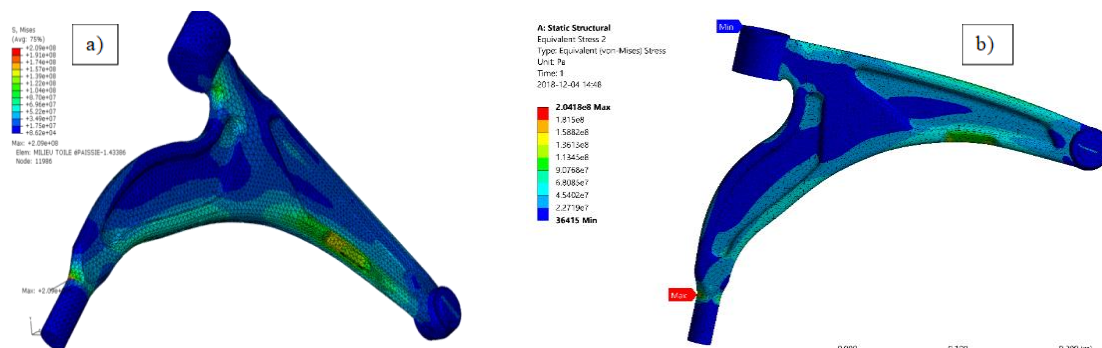 S, Mises
(Avg: 75%)
+2.09e+08
+1.91e+08
+1.74e+08
+1.57e+08
+1.39e+08
+1.22e+08
+1.04e+08
+8.70e+07
+6.96e+07
+5.22e+07
+3.49e+07
+1.75e+07
+8.62e+04
Max: +2.09e+08
Elem: MILIEU TOILE éPAISSIE-1.43386
Node: 11986
a)
Max: +2.09e+
A: Static Structural
Equivalent Stress 2
Type: Equivalent (von-Mises) Stress
Unit: Pa
Time: 1
2018-12-04 14:48
2.0418e8 Max
1.815e8
1.5882e8
1.3613e8
1.1345e8
9.0768e7
6.8085e7
4.5402e7
2.2719e7
36415 Min
Min
b)
Max